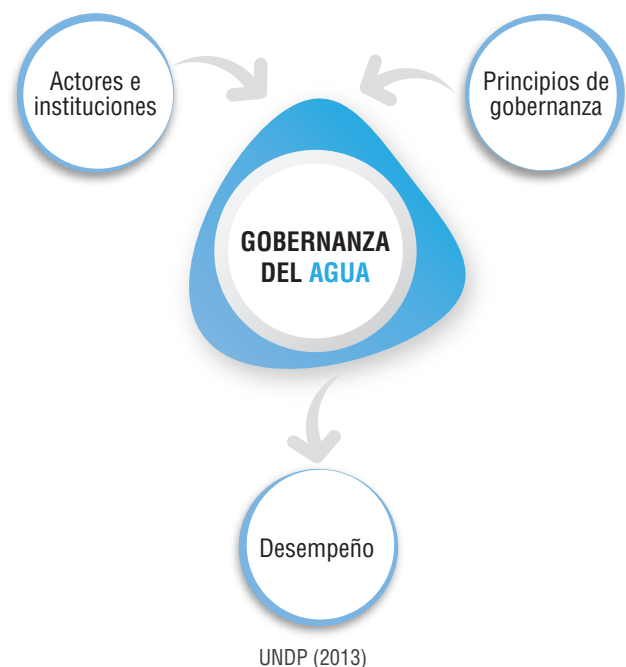 Actores e
instituciones
Principios de
gobernanza
GOBERNANZA
DEL AGUA
Desempeño
UNDP (2013)